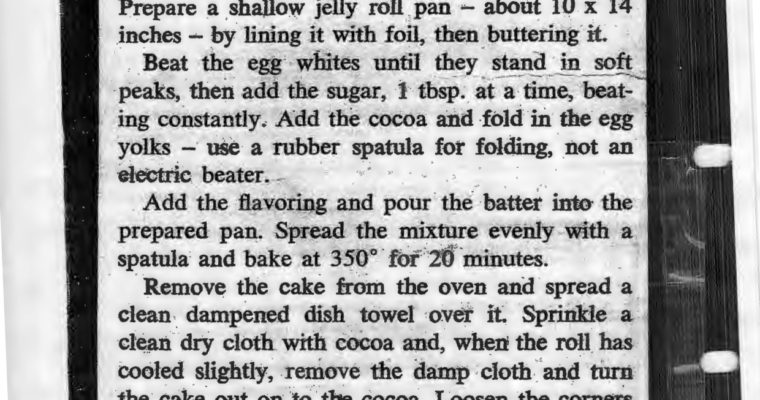 Prepare a shallow jelly roll pan – about 10 x 14
inches – by lining it with foil, then buttering it.
Beat the egg whites until they stand in soft
peaks, then add the sugar, 1 tbsp. at a time, beat-
ing constantly. Add the cocoa and fold in the egg
yolks – use a rubber spatula for folding, not an
electric beater.
Add the flavoring and pour the batter into the
prepared pan. Spread the mixture evenly with a
spatula and bake at 350° for 20 minutes.
Remove the cake from the oven and spread a
clean dampened dish towel over it. Sprinkle a
clean dry cloth with cocoa and, when the roll has
cooled slightly, remove the damp cloth and turn
the cake out on to the cocoa. Loosen the corners